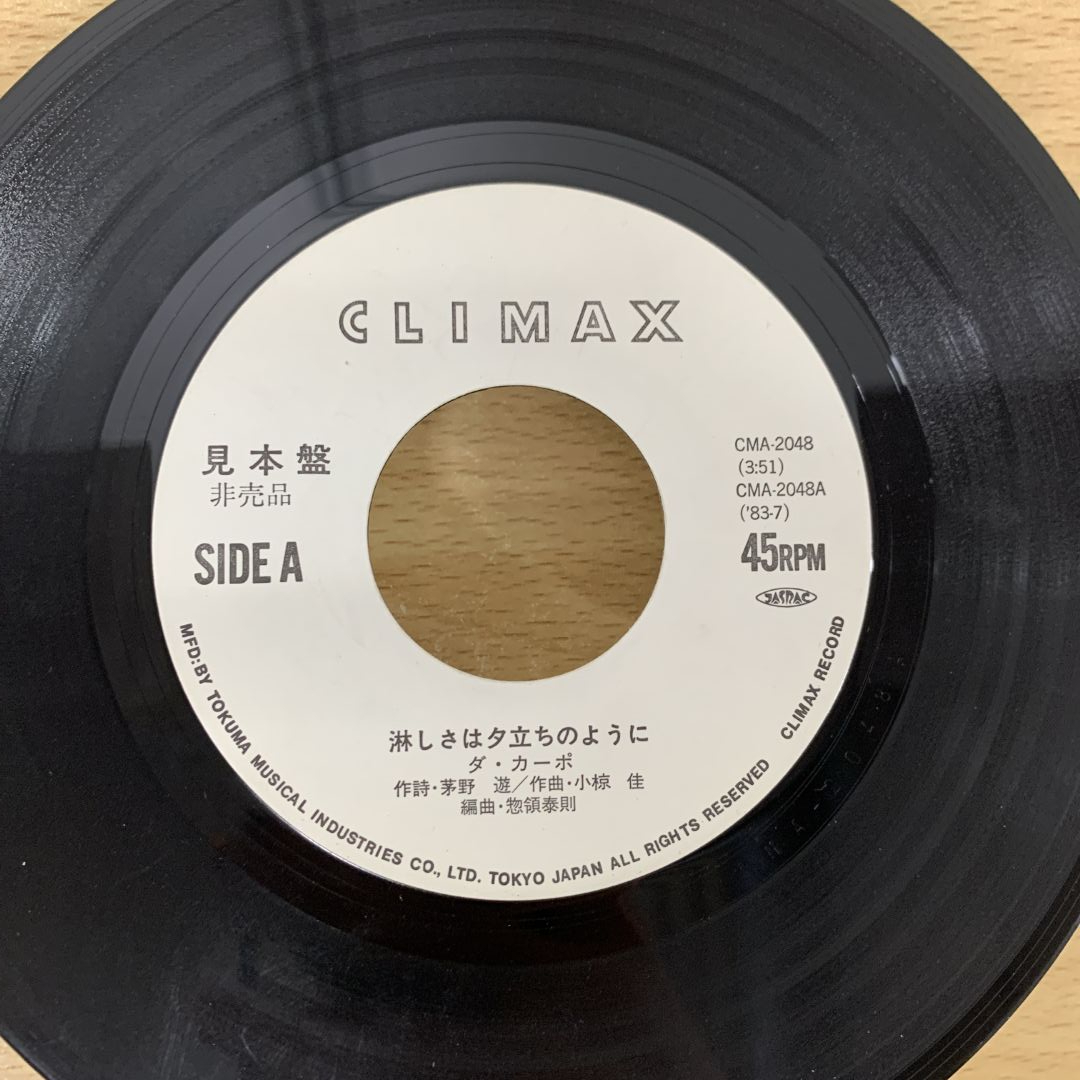 CLIMAX
見本盤
非売品
SIDE A
CMA-2048
(3:51)
CMA-2048A
('83-7)
45RPM
JASRAC
淋しさは夕立ちのように
ダ・カーポ
作詩・茅野　遊／作曲・小椋　佳
編曲・惣領泰則
MFD:BY TOKUMA MUSICAL INDUSTRIES CO., LTD. TOKYO JAPAN ALL RIGHTS RESERVED CLIMAX RECORD